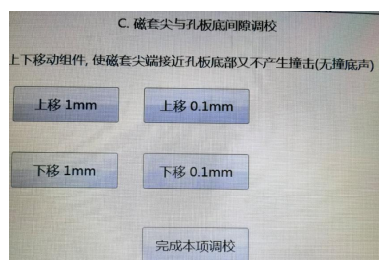 C. 磁套尖与孔板底间隙调校
上下移动组件, 使磁套尖端接近孔板底部又不产生撞击(无撞底声)
上移 1mm 上移 0.1mm
下移 1mm 下移 0.1mm
完成本项调校